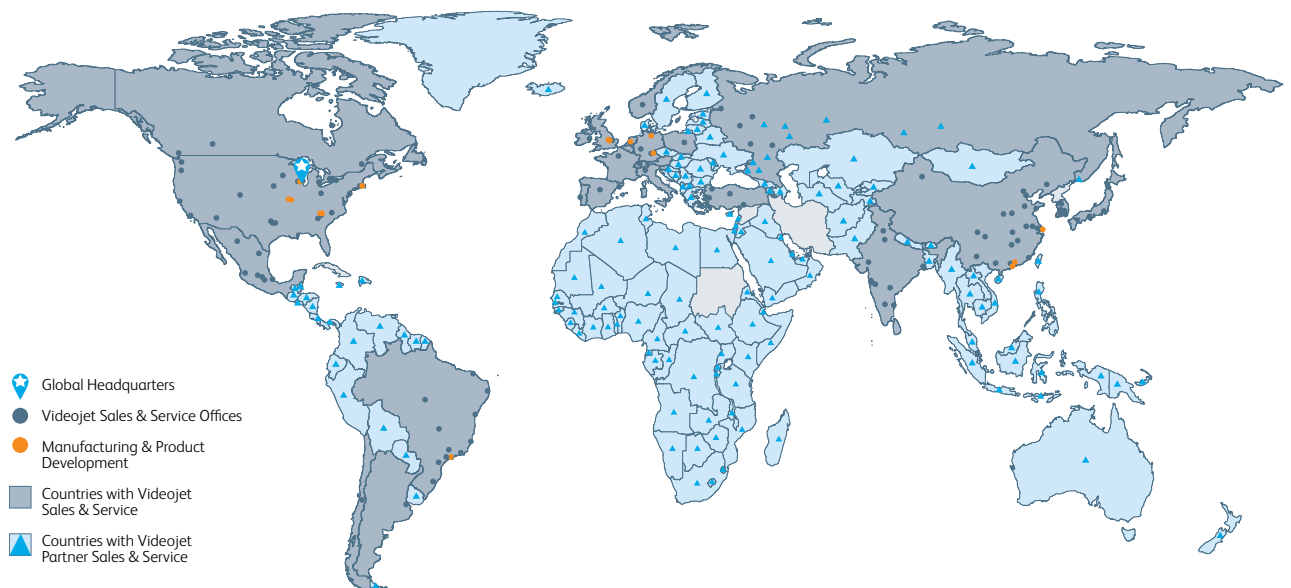 Global Headquarters
Videojet Sales & Service Offices
Manufacturing & Product
Development
Countries with Videojet
Sales & Service
Countries with Videojet
Partner Sales & Service